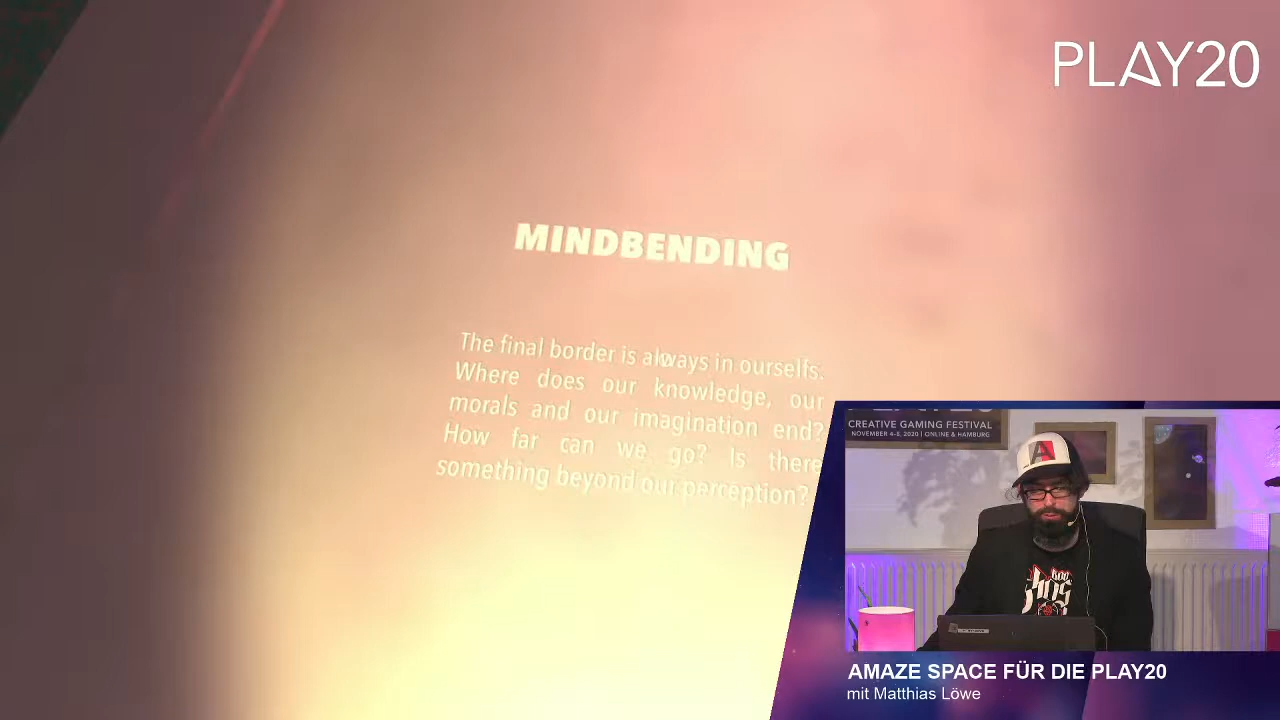 PLAY20
MINDBENDING
The final border is always in ourselfs.
Where does our knowledge, our
morals and our imagination end?
How far can we go? Is there
something beyond our perception?
CREATIVE GAMING FESTIVAL
NOVEMBER 4-8, 2020 | ONLINE & HAMBURG
A
AMAZE SPACE FÜR DIE PLAY20
mit Matthias Löwe